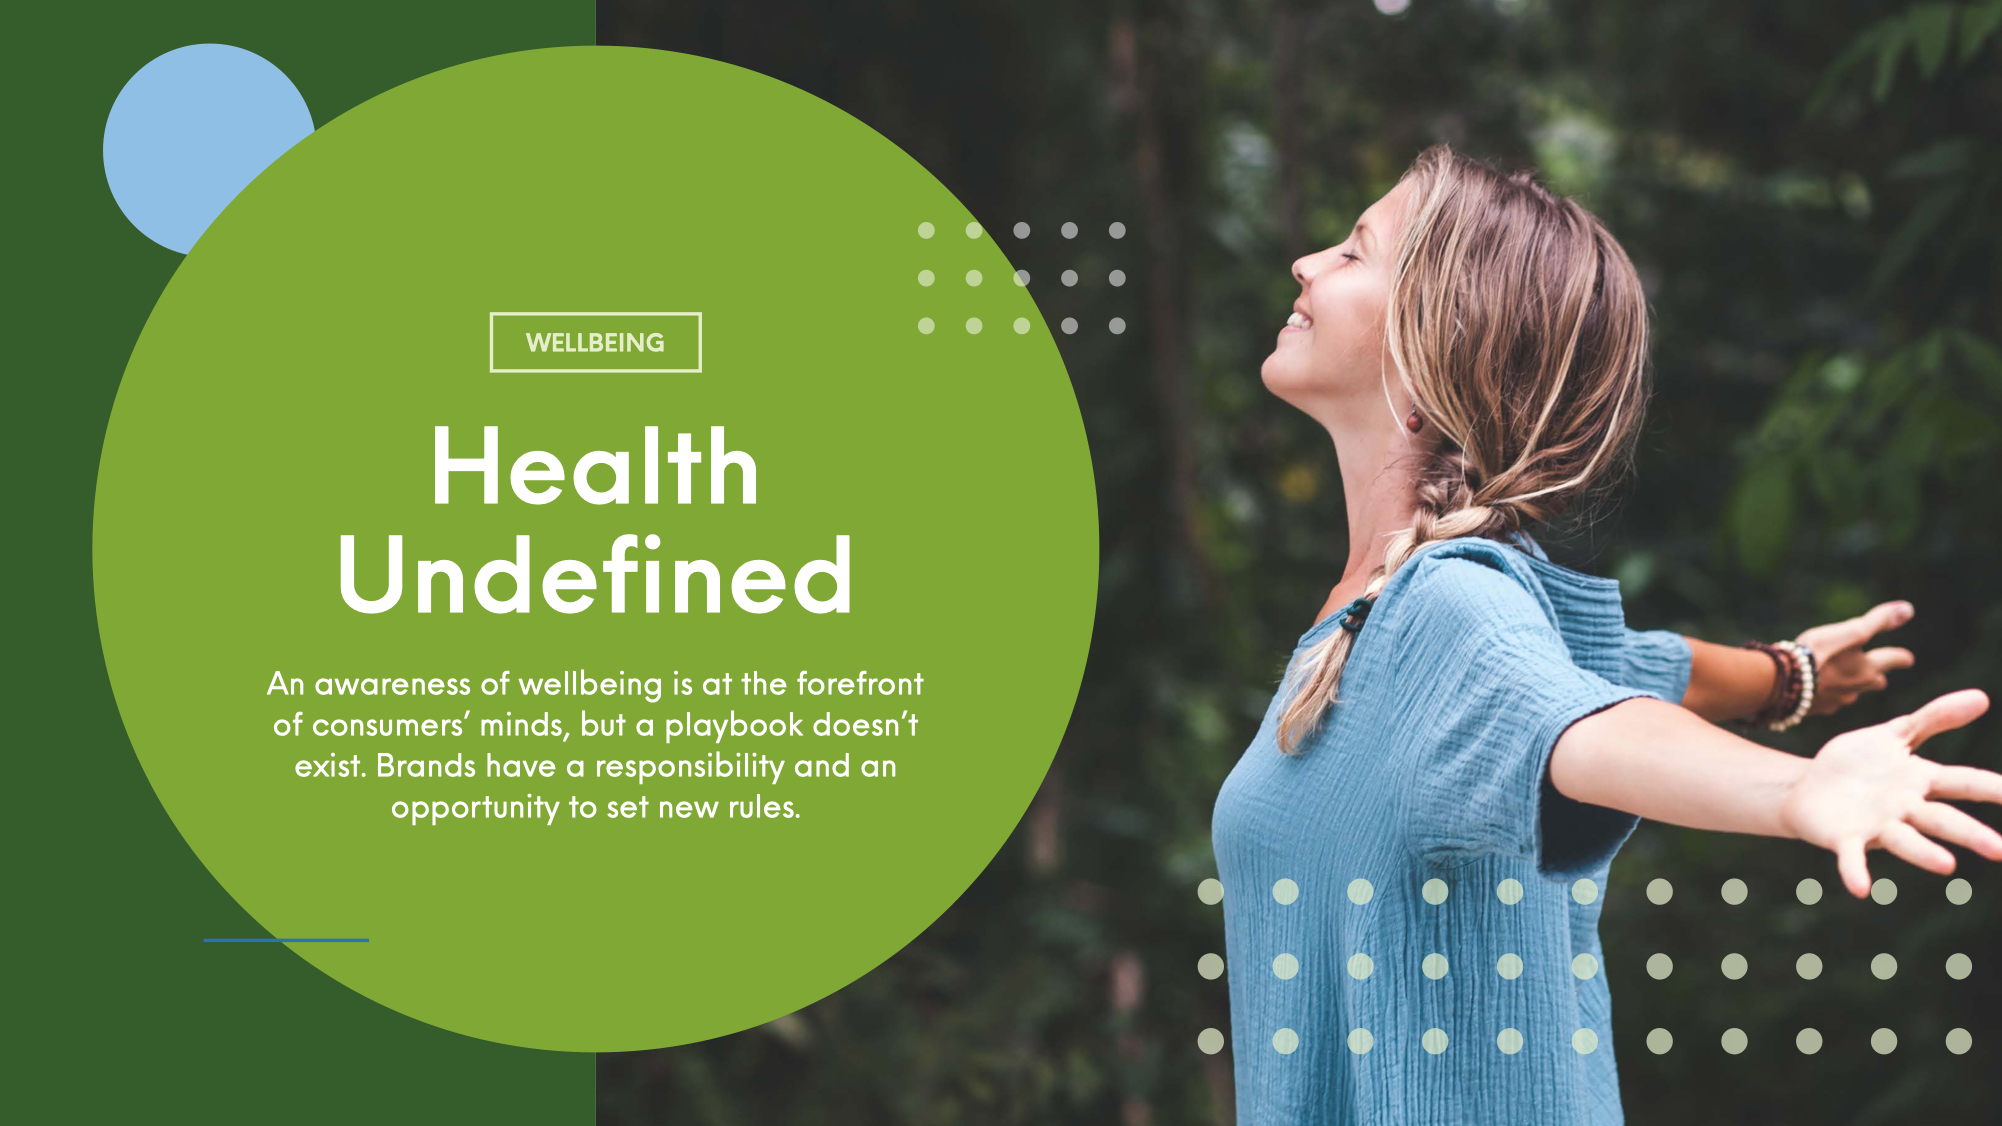 WELLBEING
Health
Undefined
An awareness of wellbeing is at the forefront
of consumers’ minds, but a playbook doesn’t
exist. Brands have a responsibility and an
opportunity to set new rules.